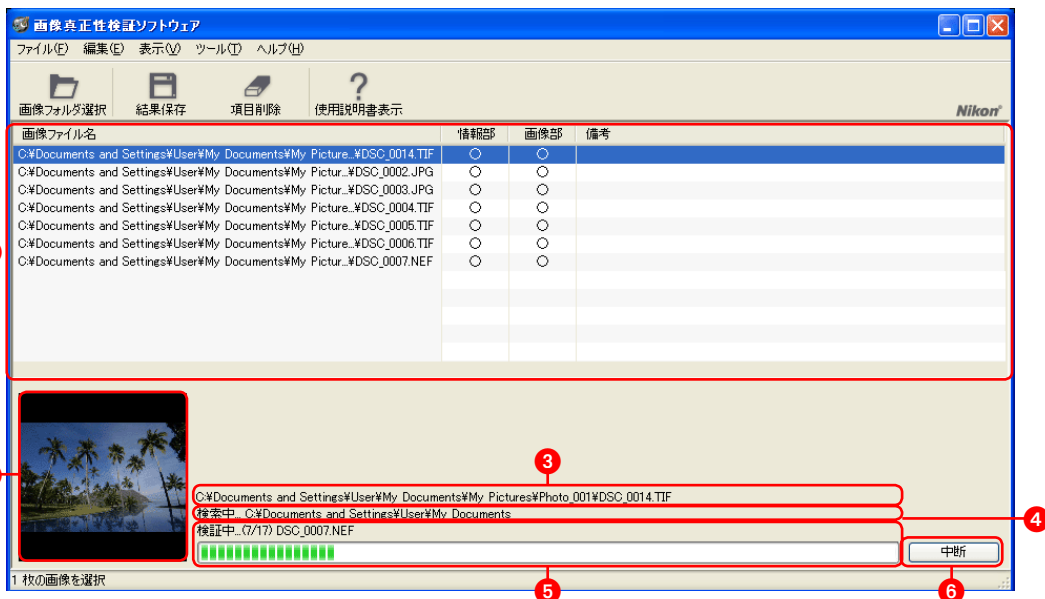 画像真正性検証ソフトウェア
ファイル(F) 編集(E) 表示(V) ツール(T) ヘルプ(H)
画像フォルダ選択 結果保存 項目削除 使用説明書表示 Nikon
画像ファイル名 情報部 画像部 備考
C:¥Documents and Settings¥User¥My Documents¥My Picture...¥DSC_0014.TIF ○ ○
C:¥Documents and Settings¥User¥My Documents¥My Pictur...¥DSC_0002.JPG ○ ○
C:¥Documents and Settings¥User¥My Documents¥My Pictur...¥DSC_0003.JPG ○ ○
C:¥Documents and Settings¥User¥My Documents¥My Picture...¥DSC_0004.TIF ○ ○
C:¥Documents and Settings¥User¥My Documents¥My Picture...¥DSC_0005.TIF ○ ○
C:¥Documents and Settings¥User¥My Documents¥My Picture...¥DSC_0006.TIF ○ ○
C:¥Documents and Settings¥User¥My Documents¥My Pictur...¥DSC_0007.NEF ○ ○
3
C:¥Documents and Settings¥User¥My Documents¥My Pictures¥Photo_001¥DSC_0014.TIF
検索中... C:¥Documents and Settings¥User¥My Documents
4
検証中...(7/17) DSC_0007.NEF
中断
1 枚の画像を選択
5 6